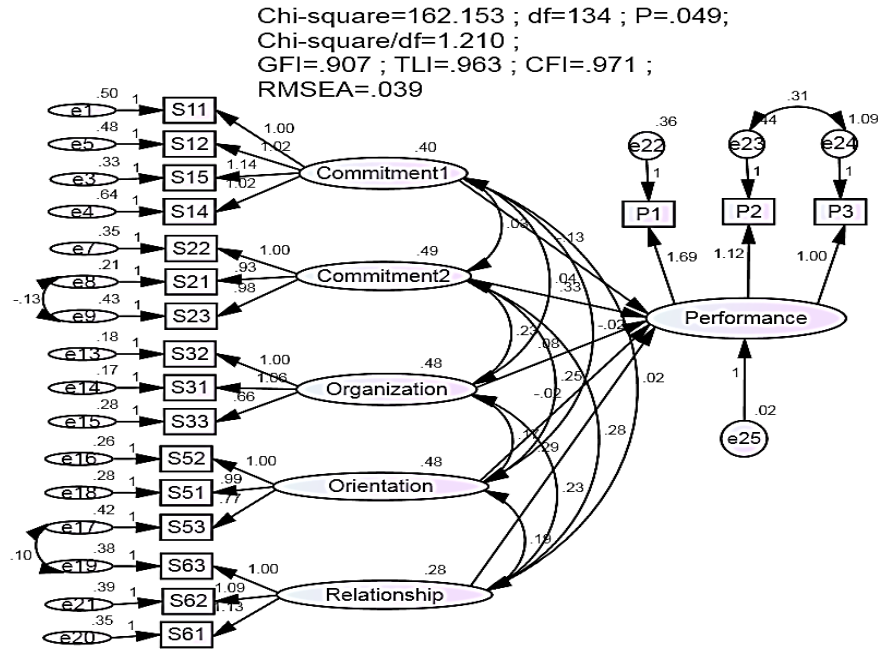 Chi-square=162.153 ; df=134 ; P=.049;
Chi-square/df=1.210 ;
GFI=.907 ; TLI=.963 ; CFI=.971 ;
RMSEA=.039
.50
e1 1 S11
.48
e5 1 S12
.33
e3 1 S15
.64
e4 1 S14
1.00
1.02
1.14
1.02
.40
Commitment1
.35
e7 1 S22
.21
e8 1 S21
.43
e9 1 S23
-.13
1.00
.93
.98
.49
Commitment2
.18
e13 1 S32
.17
e14 1 S31
.28
e15 1 S33
1.00
1.06
.66
.48
Organization
.26
e16 1 S52
.28
e18 1 S51
.42
e17 1 S53
1.00
.99
.77
.48
Orientation
.38
e19 1 S63
.39
e21 1 S62
.35
e20 1 S61
.10
1.00
1.09
1.13
.28
Relationship
.03
-.13
.04
.33
.23
.08
-.02
.25
-.02
.02
.17
.29
.28
.23
.19
.31
.36
.44
1.09
e22
e23
e24
1
1
1
P1
P2
P3
1.69
1.12
1.00
Performance
1
.02
e25